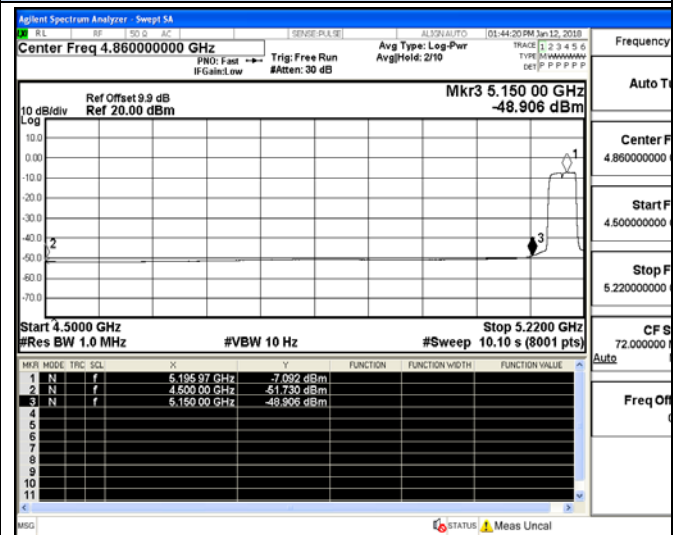 Agilent Spectrum Analyzer - Swept SA
RL RF 50 Ω AC SENSE:PULSE ALIGNAUTO 01:44:20 PM Jan 12, 2018
Center Freq 4.860000000 GHz
PNO: Fast
IFGain:Low
Trig: Free Run
#Atten: 30 dB
Avg Type: Log-Pwr
Avg|Hold: 2/10
TRACE 1 2 3 4 5 6
TYPE M W W W W W
DET P P P P P P
Frequency
Mkr3 5.150 00 GHz
-48.906 dBm
Ref Offset 9.9 dB
Ref 20.00 dBm
10 dB/div
Log
10.0
0.00
-10.0
-20.0
-30.0
-40.0
-50.0
-60.0
-70.0
1
2
3
Start 4.5000 GHz
Stop 5.2200 GHz
#Res BW 1.0 MHz #VBW 10 Hz #Sweep 10.10 s (8001 pts)
MKR MODE TRC SCL X Y FUNCTION FUNCTION WIDTH FUNCTION VALUE
1 N f 5.195 97 GHz -7.092 dBm
2 N f 4.500 00 GHz -51.730 dBm
3 N f 5.150 00 GHz -48.906 dBm
4
5
6
7
8
9
10
11
MSG
STATUS Meas Uncal
Auto Tu
Center F
4.860000000
Start F
4.500000000
Stop F
5.220000000
CF S
72.000000
Auto
Freq Off